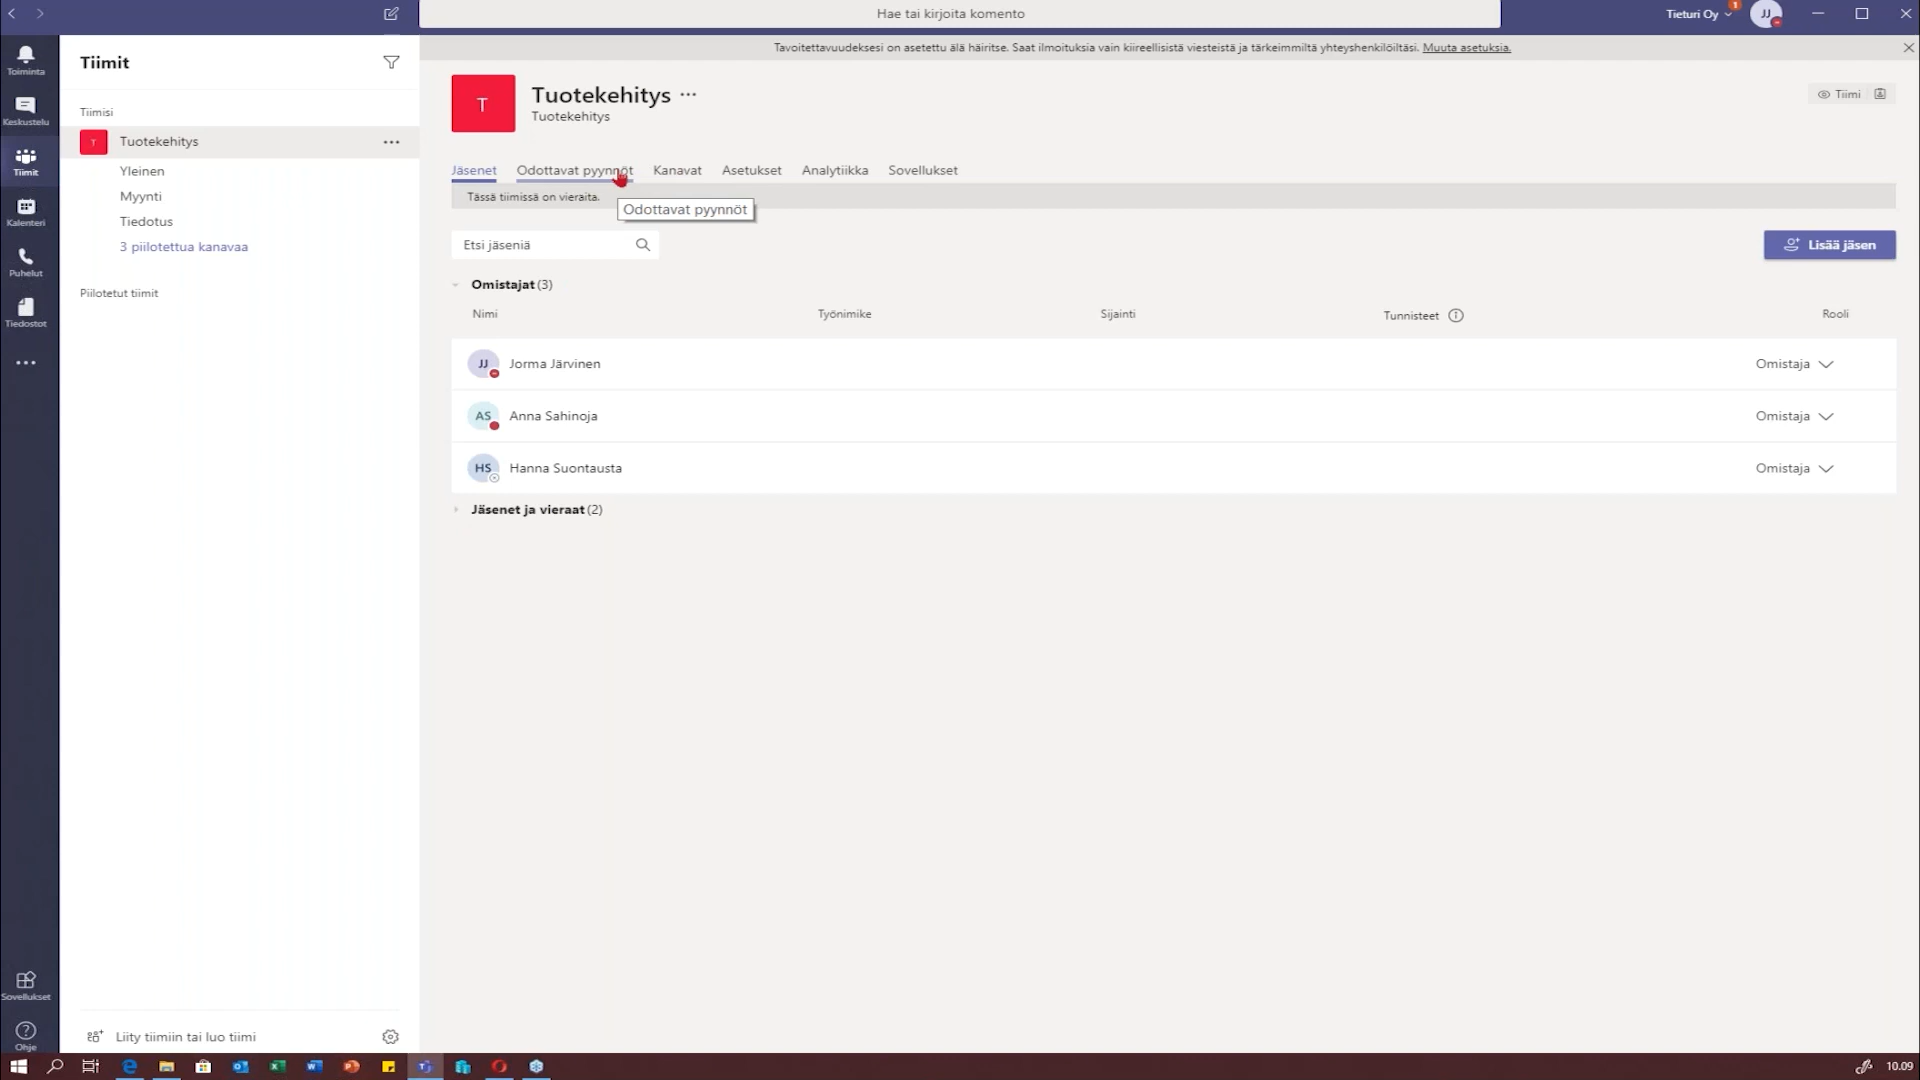 Hae tai kirjoita komento
Tieturi Oy
1
JJ
Toiminta
Keskustelu
Tiimit
Kalenteri
Puhelut
Tiedostot
Sovellukset
Ohje
Tiimit
Tiimisi
T Tuotekehitys
Yleinen
Myynti
Tiedotus
3 piilotettua kanavaa
Piilotetut tiimit
Liity tiimiin tai luo tiimi
Tavoitettavuudeksesi on asetettu älä häiritse. Saat ilmoituksia vain kiireellisistä viesteistä ja tärkeimmiltä yhteyshenkilöiltäsi. Muuta asetuksia.
T
Tuotekehitys
Tuotekehitys
Tiimi
Jäsenet Odottavat pyynnöt Kanavat Asetukset Analytiikka Sovellukset
Tässä tiimissä on vieraita.
Odottavat pyynnöt
Etsi jäseniä
Lisää jäsen
Omistajat (3)
Nimi Työnimike Sijainti Tunnisteet Rooli
JJ Jorma Järvinen Omistaja
AS Anna Sahinoja Omistaja
HS Hanna Suontausta Omistaja
Jäsenet ja vieraat (2)
10.09